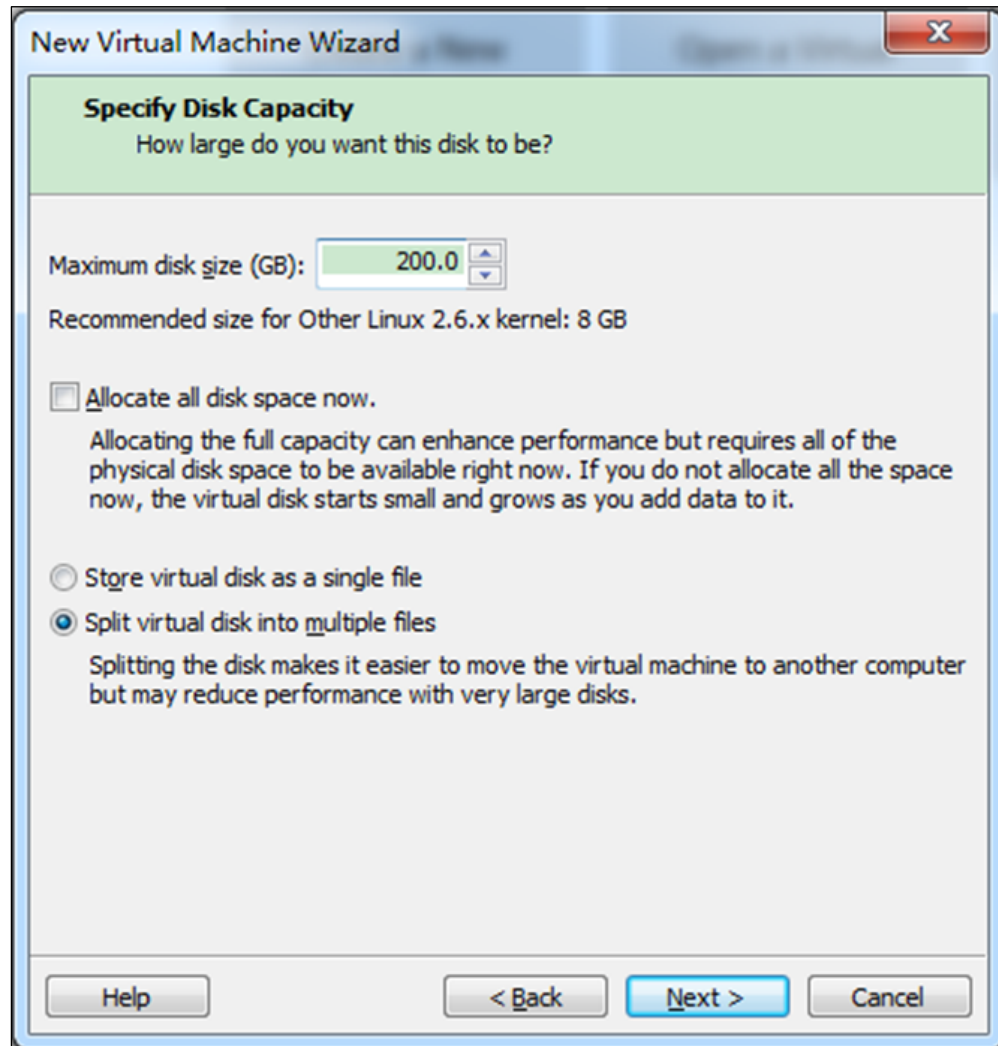 New Virtual Machine Wizard
a New
Open a Virtual
Specify Disk Capacity
How large do you want this disk to be?
Maximum disk size (GB): 200.0
Recommended size for Other Linux 2.6.x kernel: 8 GB
Allocate all disk space now.
Allocating the full capacity can enhance performance but requires all of the
physical disk space to be available right now. If you do not allocate all the space
now, the virtual disk starts small and grows as you add data to it.
Store virtual disk as a single file
Split virtual disk into multiple files
Splitting the disk makes it easier to move the virtual machine to another computer
but may reduce performance with very large disks.
Help
< Back
Next >
Cancel